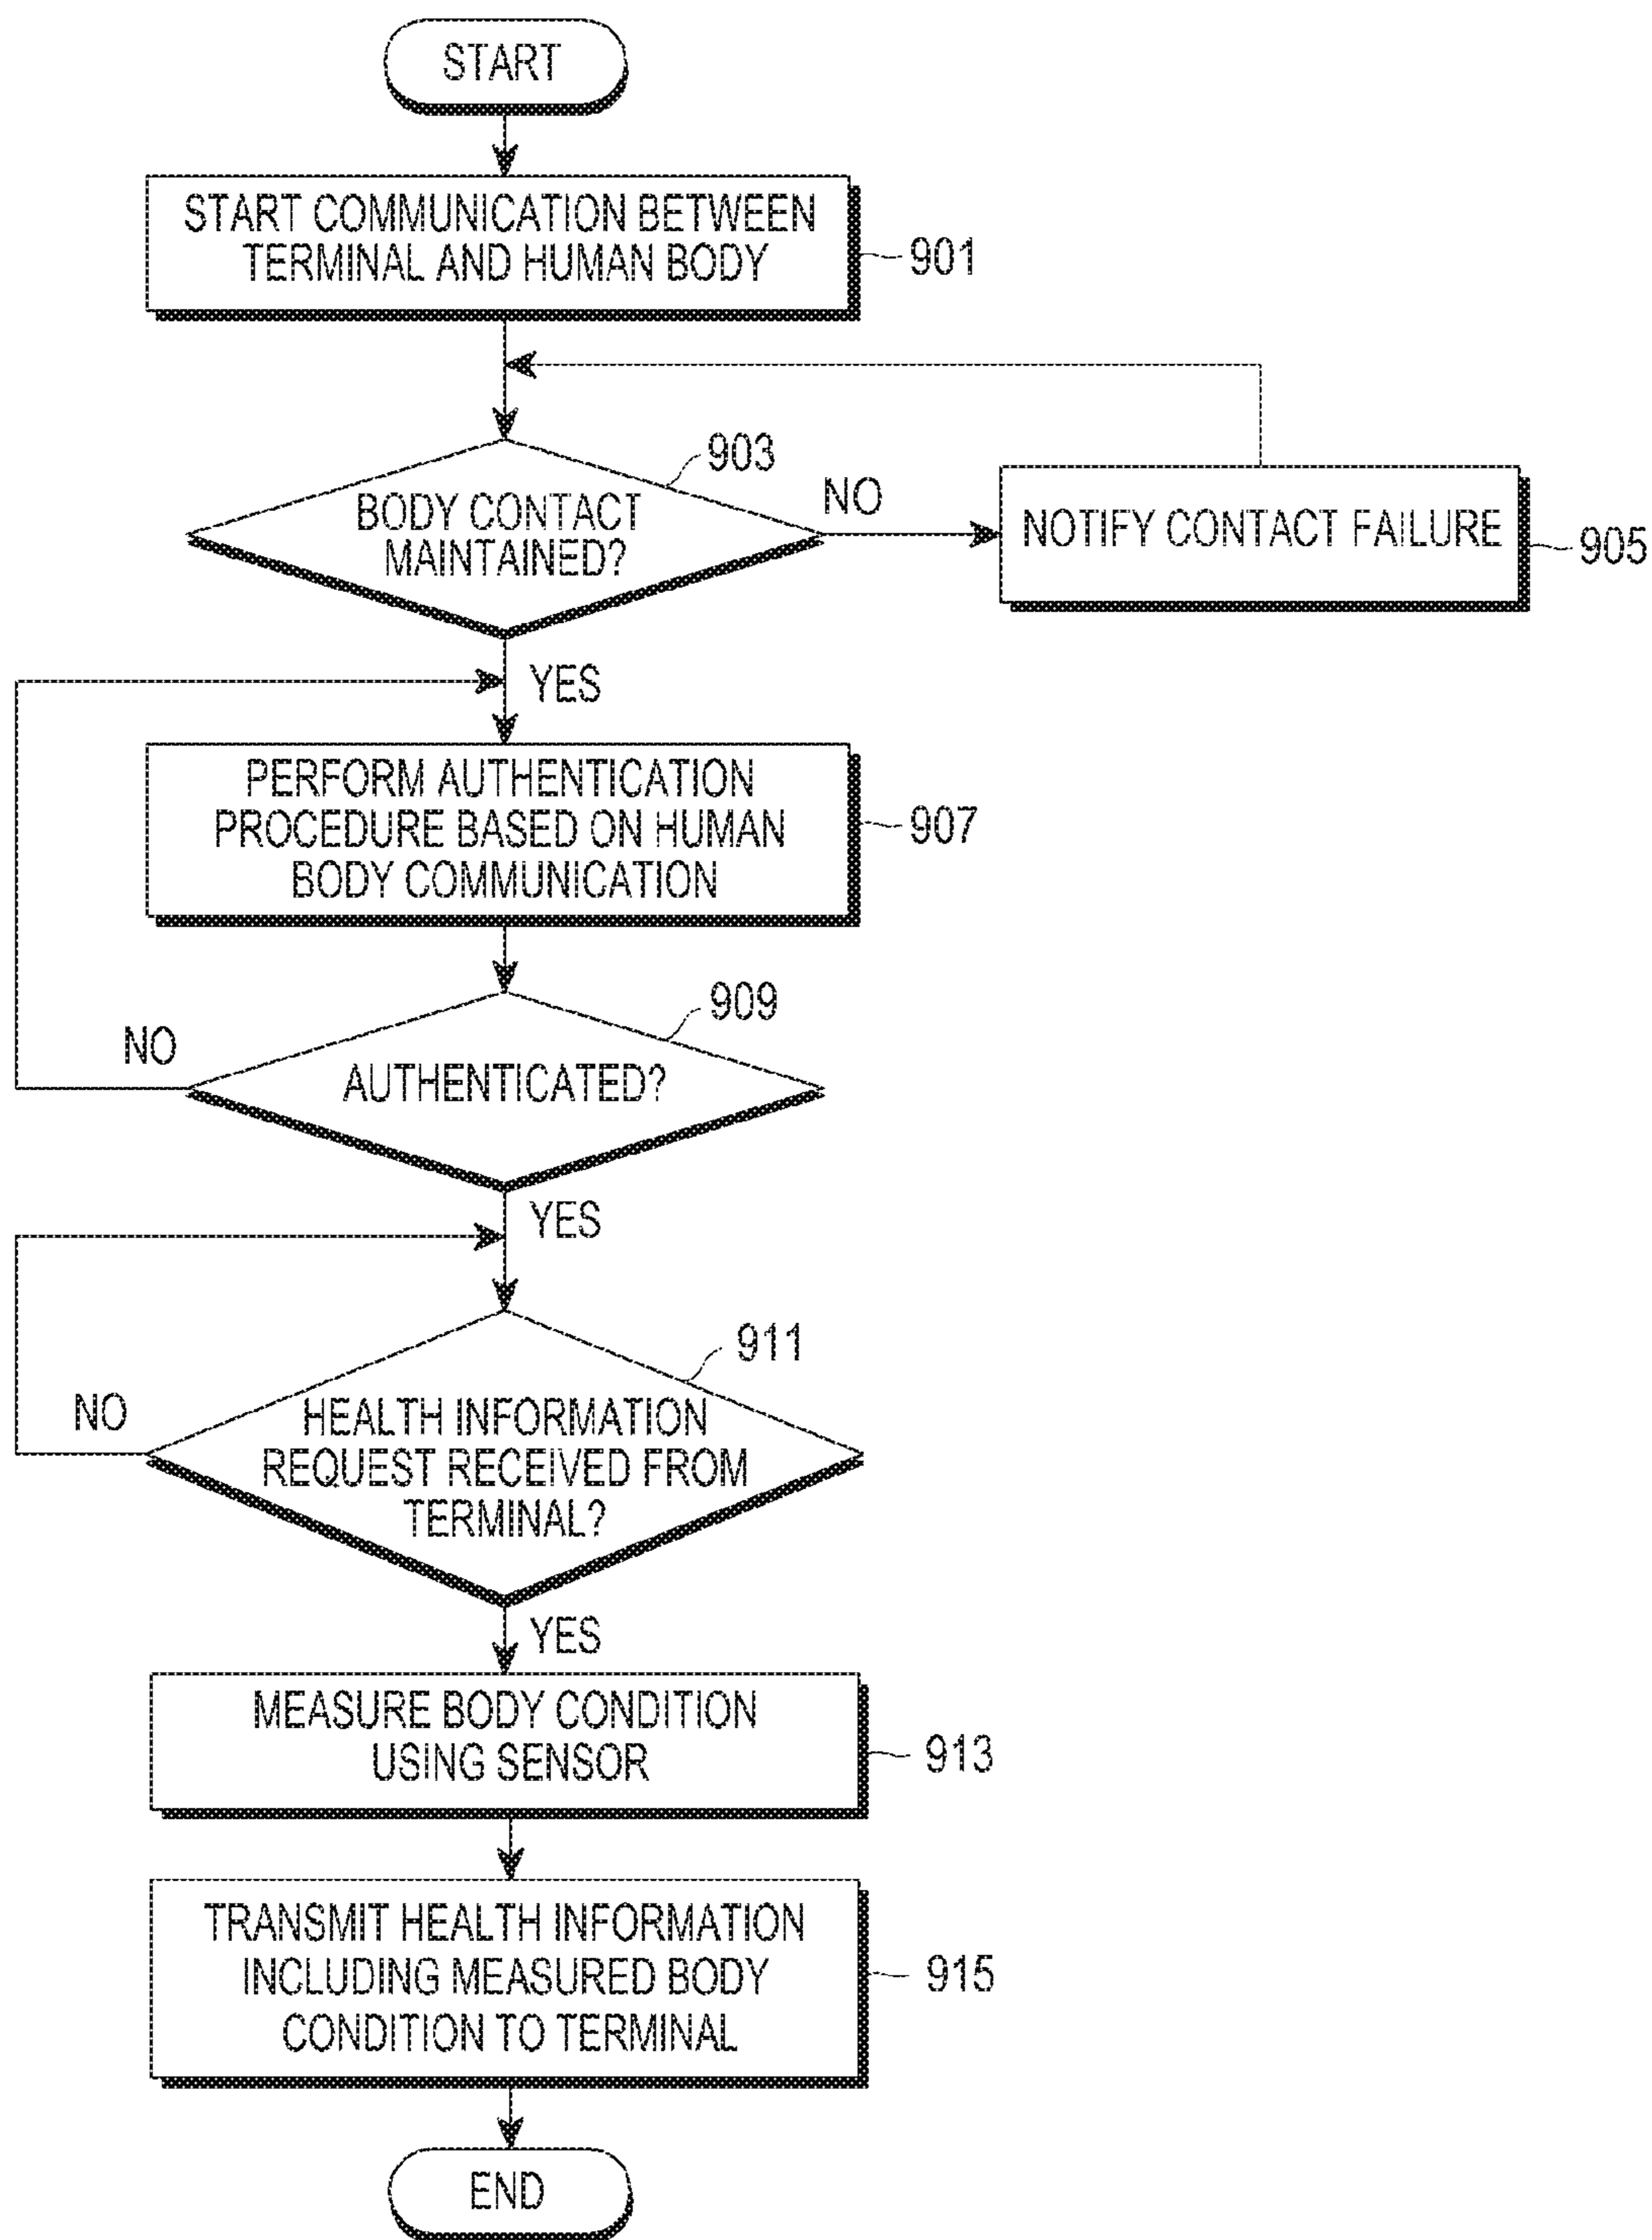 START
START COMMUNICATION BETWEEN
TERMINAL AND HUMAN BODY
901
903
BODY CONTACT
MAINTAINED?
NO
NOTIFY CONTACT FAILURE
905
YES
PERFORM AUTHENTICATION
PROCEDURE BASED ON HUMAN
BODY COMMUNICATION
907
909
NO
AUTHENTICATED?
YES
911
NO
HEALTH INFORMATION
REQUEST RECEIVED FROM
TERMINAL?
YES
MEASURE BODY CONDITION
USING SENSOR
913
TRANSMIT HEALTH INFORMATION
INCLUDING MEASURED BODY
CONDITION TO TERMINAL
915
END